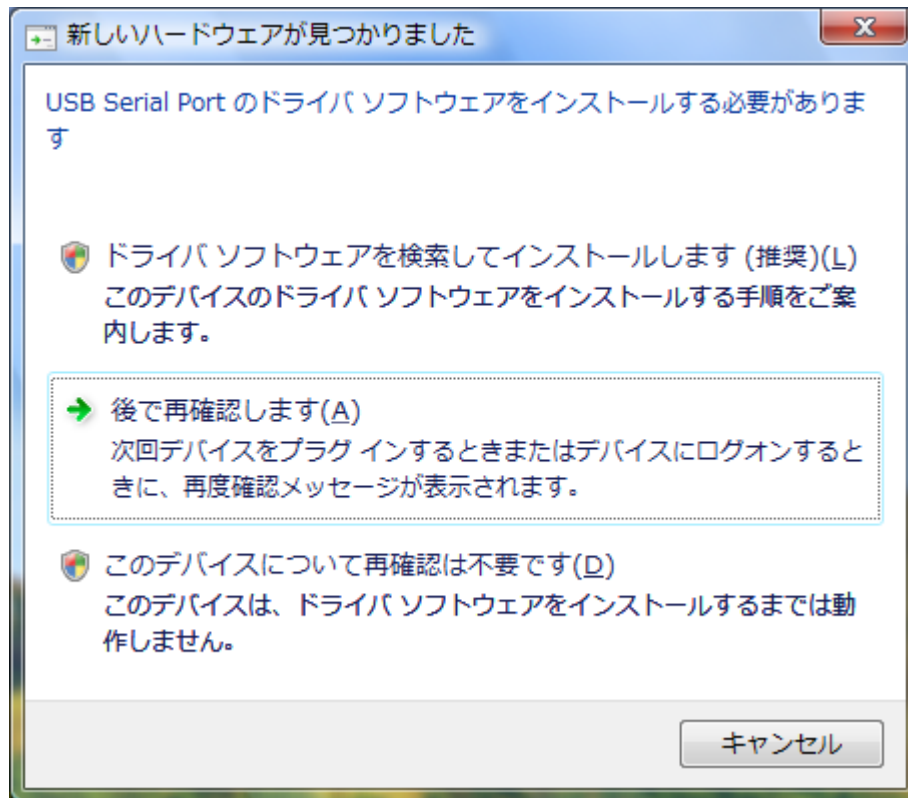 新しいハードウェアが見つかりました
USB Serial Port のドライバ ソフトウェアをインストールする必要がありま
す
ドライバ ソフトウェアを検索してインストールします (推奨)(L)
このデバイスのドライバ ソフトウェアをインストールする手順をご案
内します。
後で再確認します(A)
次回デバイスをプラグ インするときまたはデバイスにログオンすると
きに、再度確認メッセージが表示されます。
このデバイスについて再確認は不要です(D)
このデバイスは、ドライバ ソフトウェアをインストールするまでは動
作しません。
キャンセル